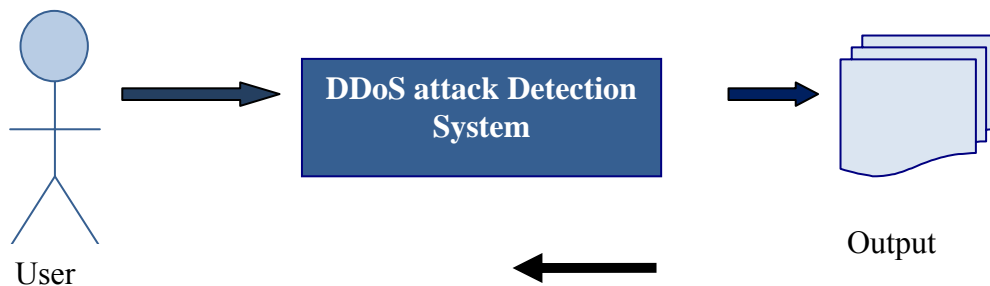 DDoS attack Detection
System
Output
User